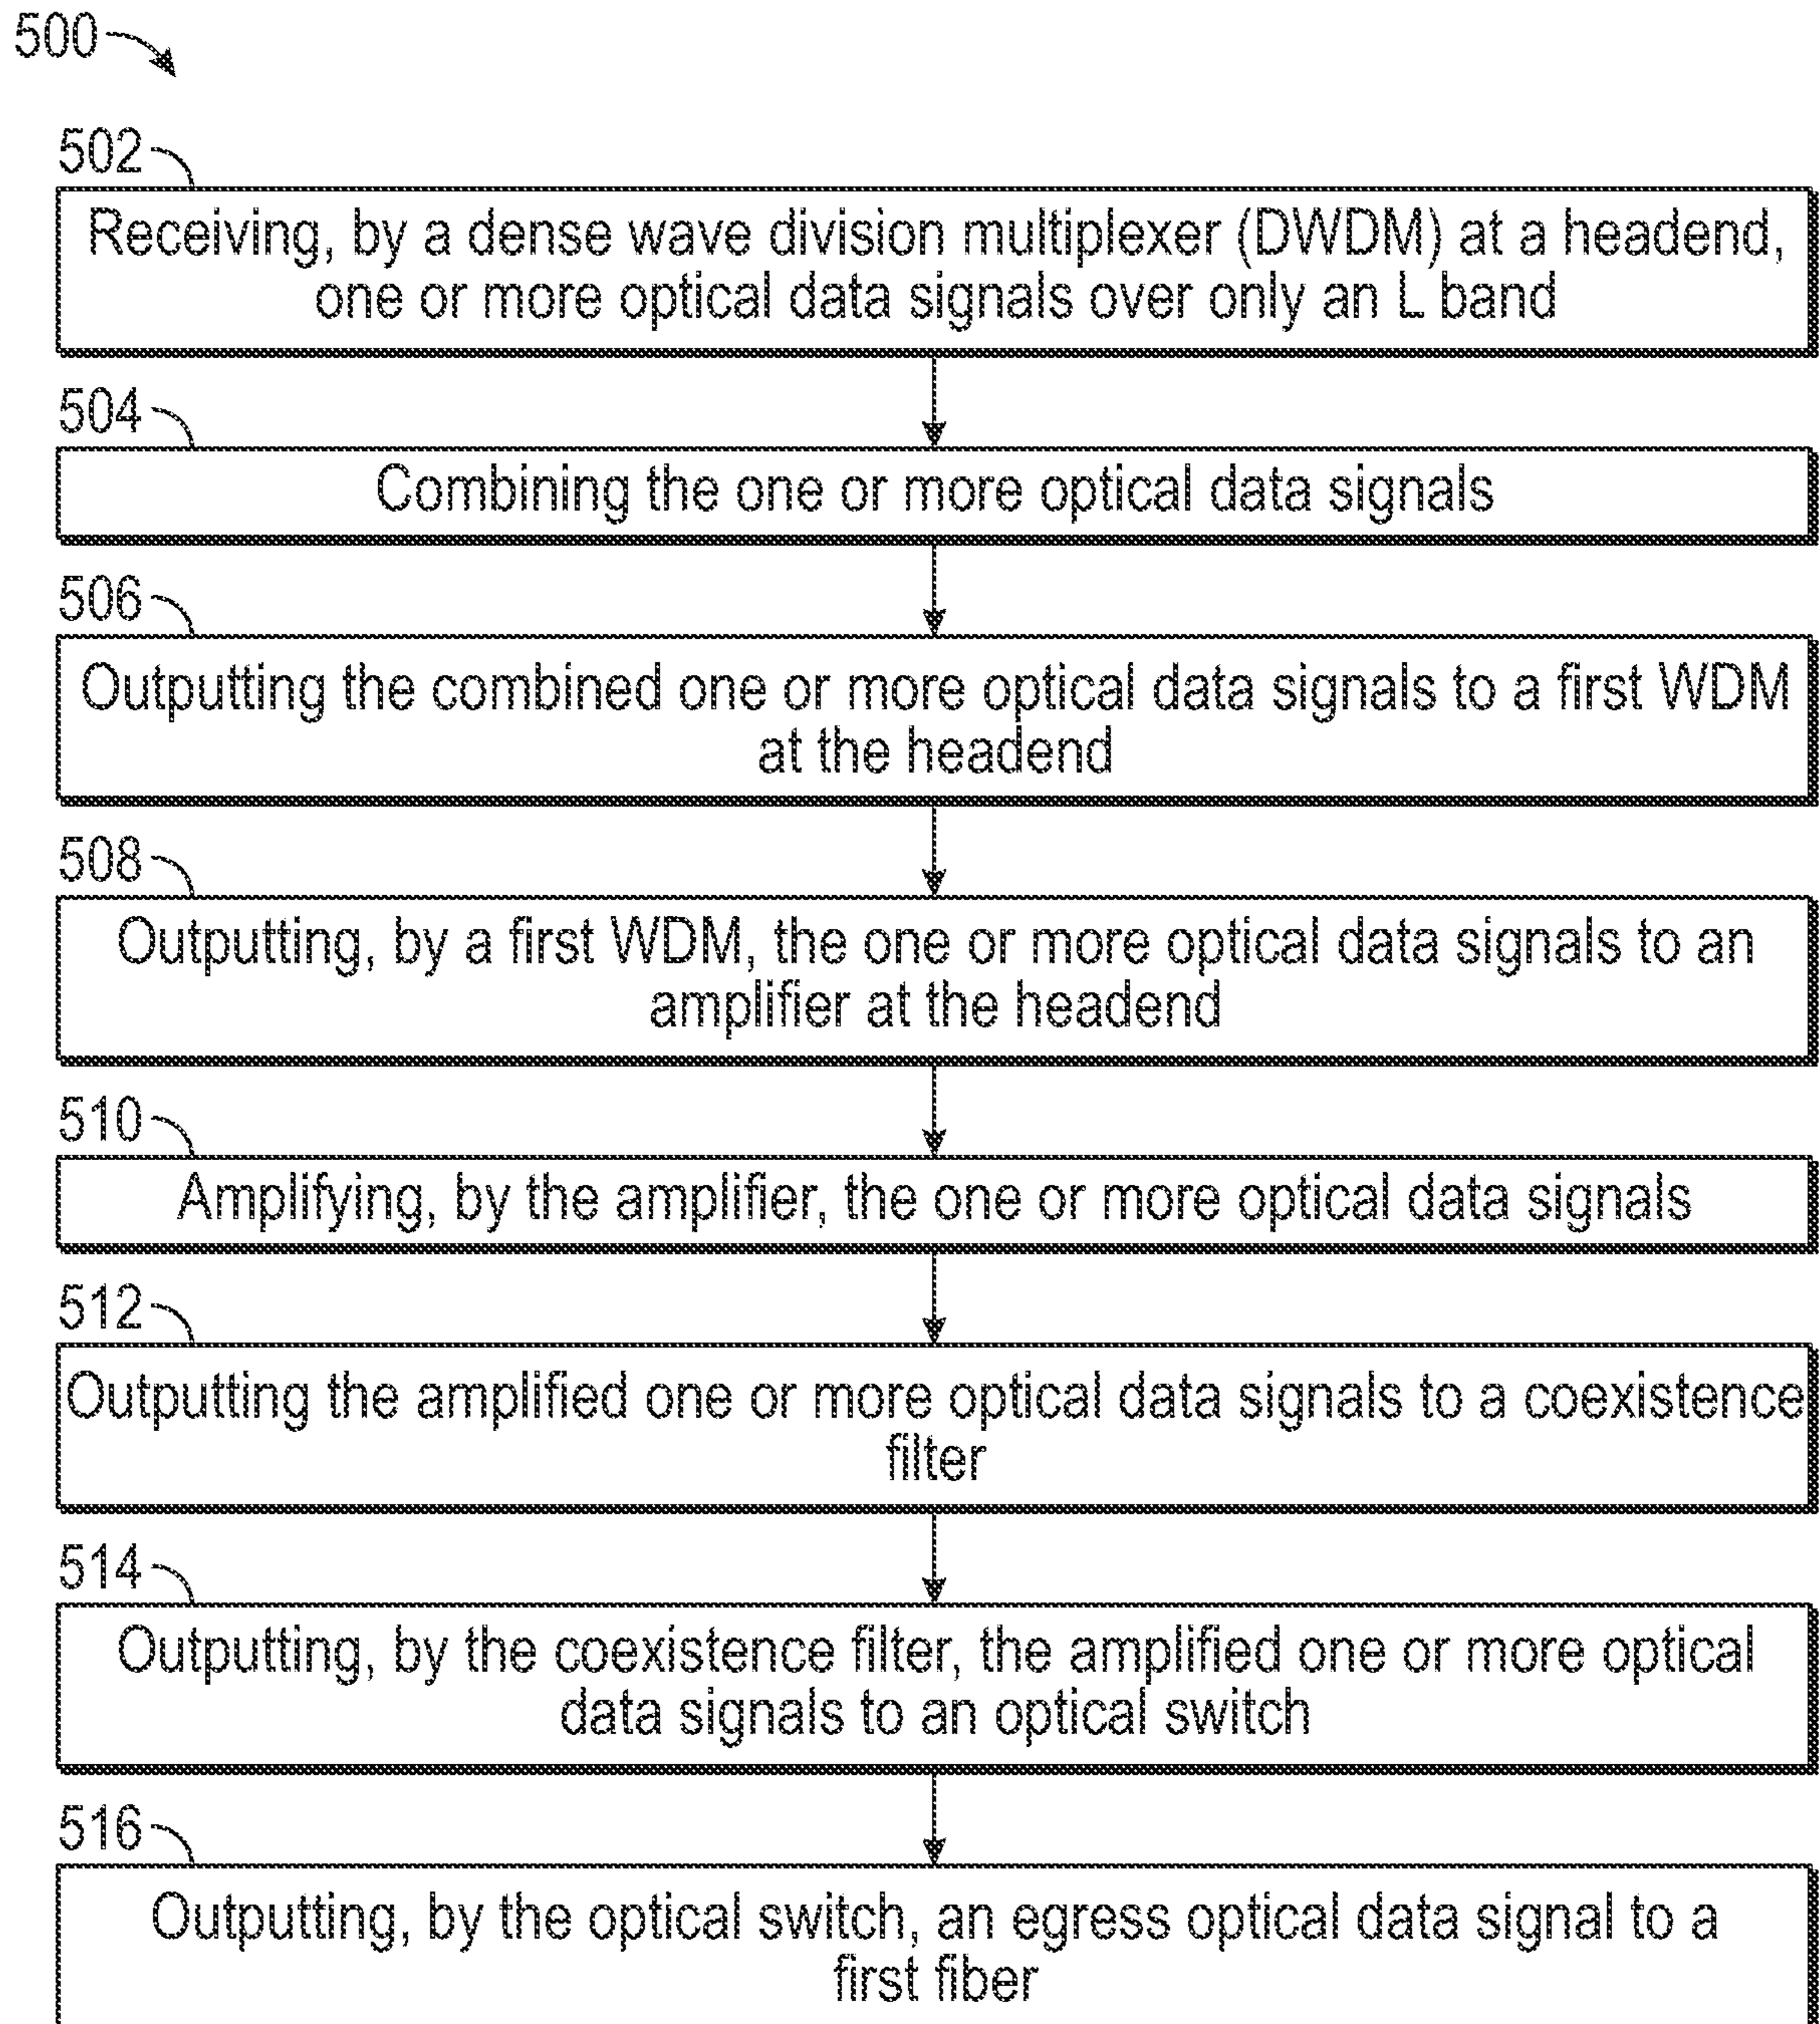 500
502
Receiving, by a dense wave division multiplexer (DWDM) at a headend,
one or more optical data signals over only an L band
504
Combining the one or more optical data signals
506
Outputting the combined one or more optical data signals to a first WDM
at the headend
508
Outputting, by a first WDM, the one or more optical data signals to an
amplifier at the headend
510
Amplifying, by the amplifier, the one or more optical data signals
512
Outputting the amplified one or more optical data signals to a coexistence
filter
514
Outputting, by the coexistence filter, the amplified one or more optical
data signals to an optical switch
516
Outputting, by the optical switch, an egress optical data signal to a
first fiber